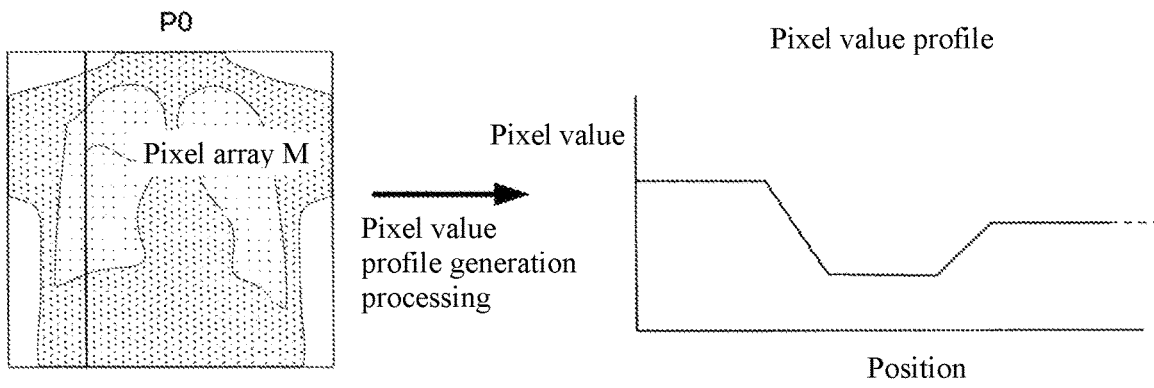 P0
Pixel array M
Pixel value
profile generation
processing
Pixel value profile
Pixel value
Position